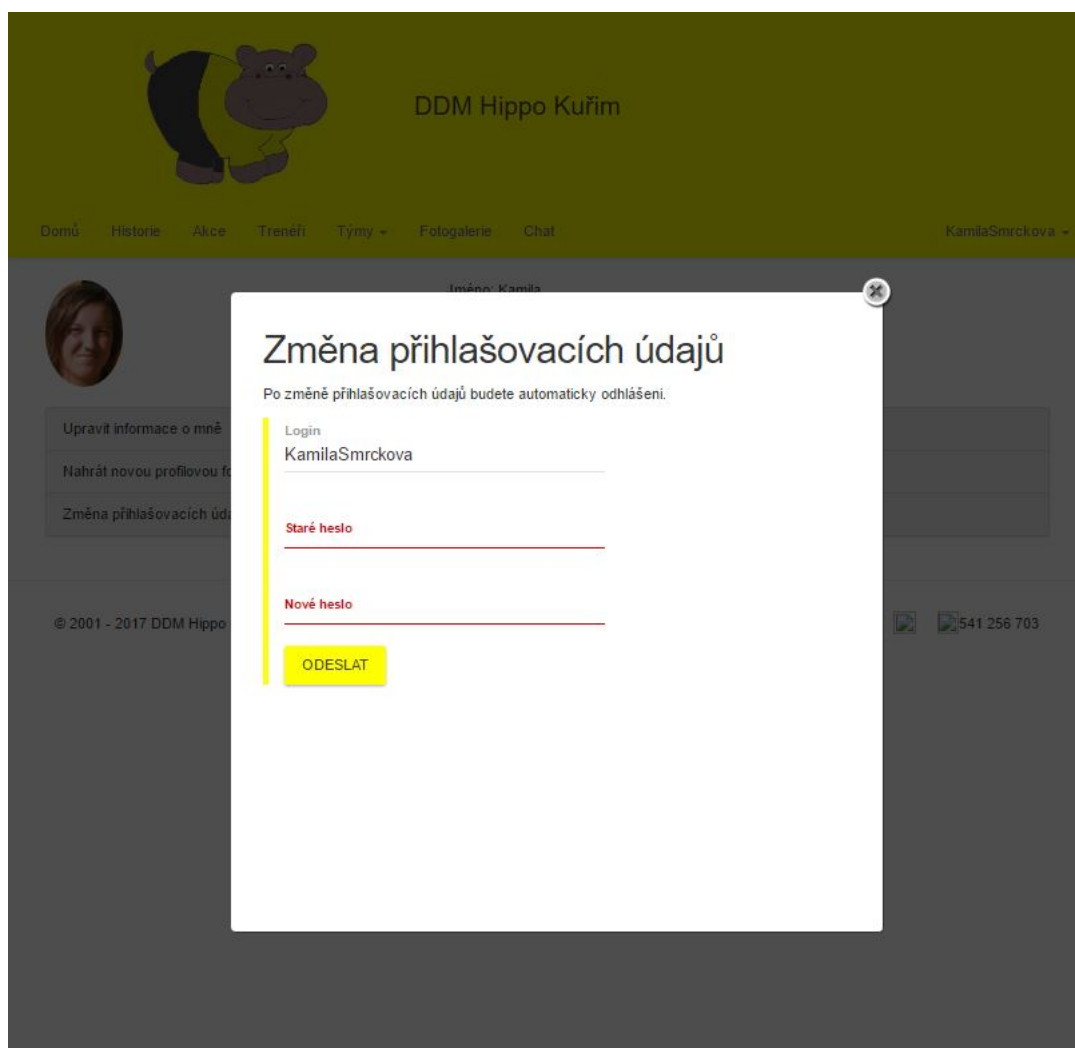 DDM Hippo Kuřim
Domů Historie Akce Trenéři Týmy Fotogalerie Chat KamilaSmrckova
Jméno: Kamila
Změna přihlašovacích údajů
Po změně přihlašovacích údajů budete automaticky odhlášeni.
Upravit informace o mně
Nahrát novou profilovou fo
Změna přihlašovacích úda
Login
KamilaSmrckova
Staré heslo
Nové heslo
ODESLAT
© 2001 - 2017 DDM Hippo
541 256 703